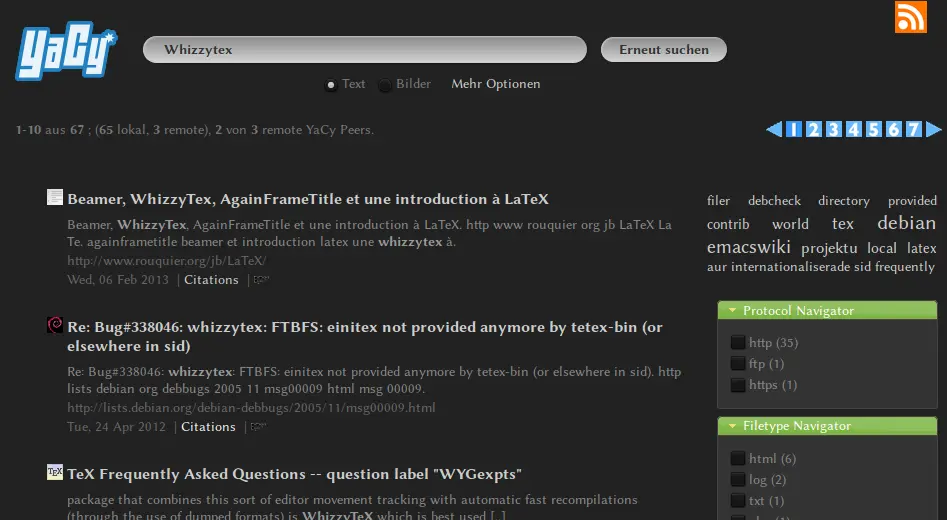 YaCy
Whizzytex
Erneut suchen
Text Bilder Mehr Optionen
1-10 aus 67 ; (65 lokal, 3 remote), 2 von 3 remote YaCy Peers.
1 2 3 4 5 6 7
Beamer, WhizzyTex, AgainFrameTitle et une introduction à LaTeX
Beamer, WhizzyTex, AgainFrameTitle et une introduction à LaTeX. http www rouquier org jb LaTeX La
Te. againframetitle beamer et introduction latex une whizzytex à.
http://www.rouquier.org/jb/LaTeX/
Wed, 06 Feb 2013 | Citations |
Re: Bug#338046: whizzytex: FTBFS: einitex not provided anymore by tetex-bin (or
elsewhere in sid)
Re: Bug#338046: whizzytex: FTBFS: einitex not provided anymore by tetex-bin (or elsewhere in sid). http
lists debian org debbugs 2005 11 msg00009 html msg 00009.
http://lists.debian.org/debian-debbugs/2005/11/msg00009.html
Tue, 24 Apr 2012 | Citations |
TEX
TeX Frequently Asked Questions -- question label "WYGexpts"
package that combines this sort of editor movement tracking with automatic fast recompilations
(through the use of dumped formats) is WhizzyTeX which is best used [..]
filer debcheck directory provided
contrib world tex debian
emacswiki projektu local latex
aur internationaliserade sid frequently
Protocol Navigator
http (35)
ftp (1)
https (1)
Filetype Navigator
html (6)
log (2)
txt (1)